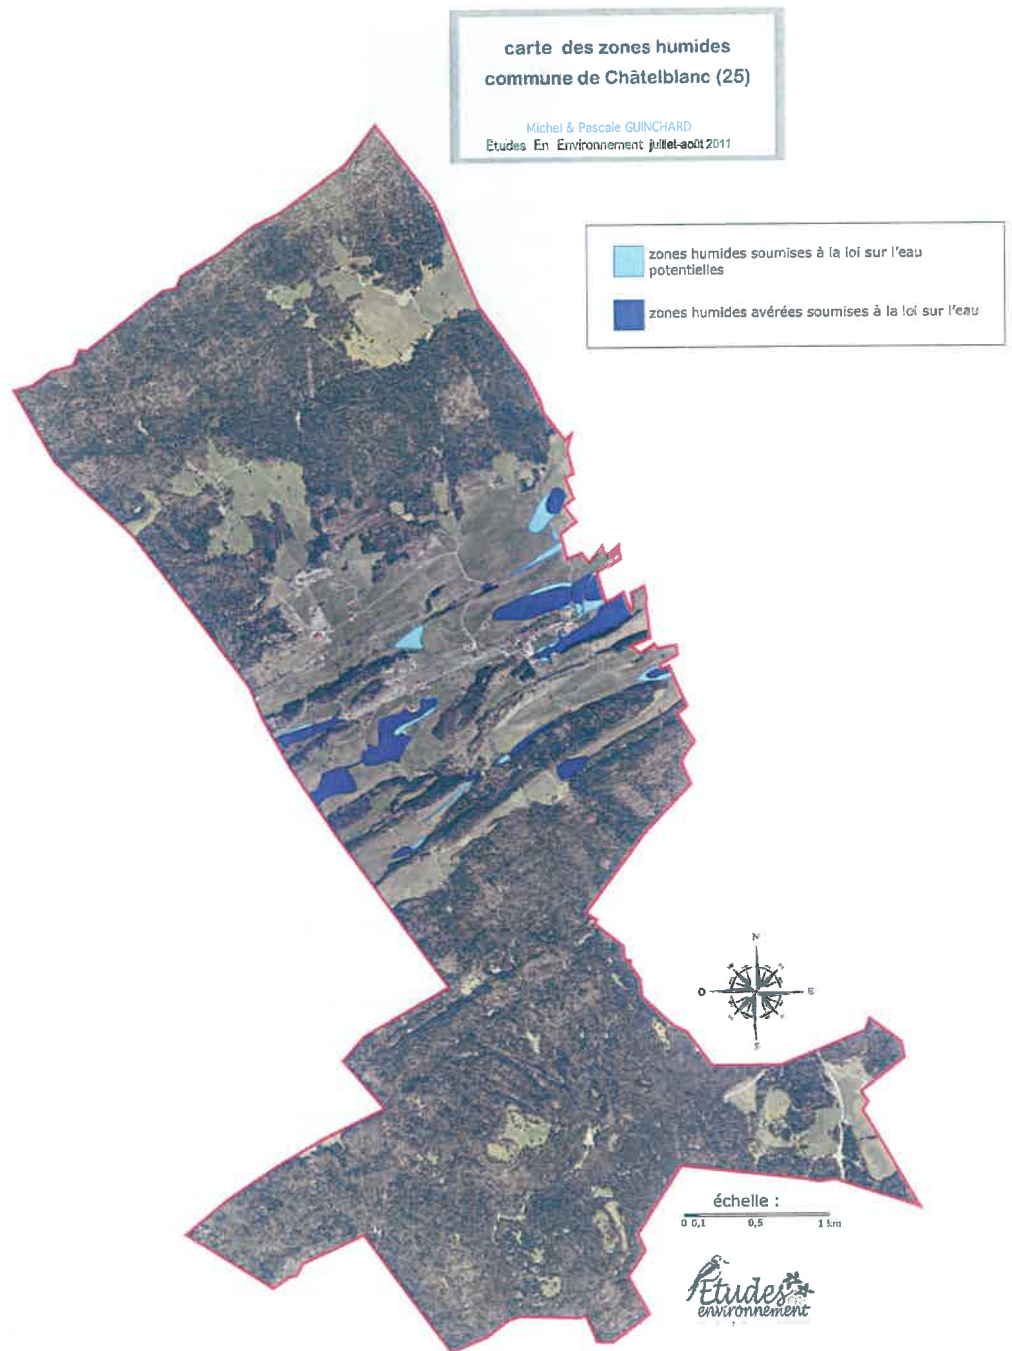 carte des zones humides
commune de Châtelblanc (25)
Michel & Pascale GUINCHARD
Etudes En Environnement juillet-août 2011
zones humides soumises à la loi sur l'eau
potentielles
zones humides avérées soumises à la loi sur l'eau
N
O
E
S
échelle :
0 0,1 0,5 1 km
Études
environnement